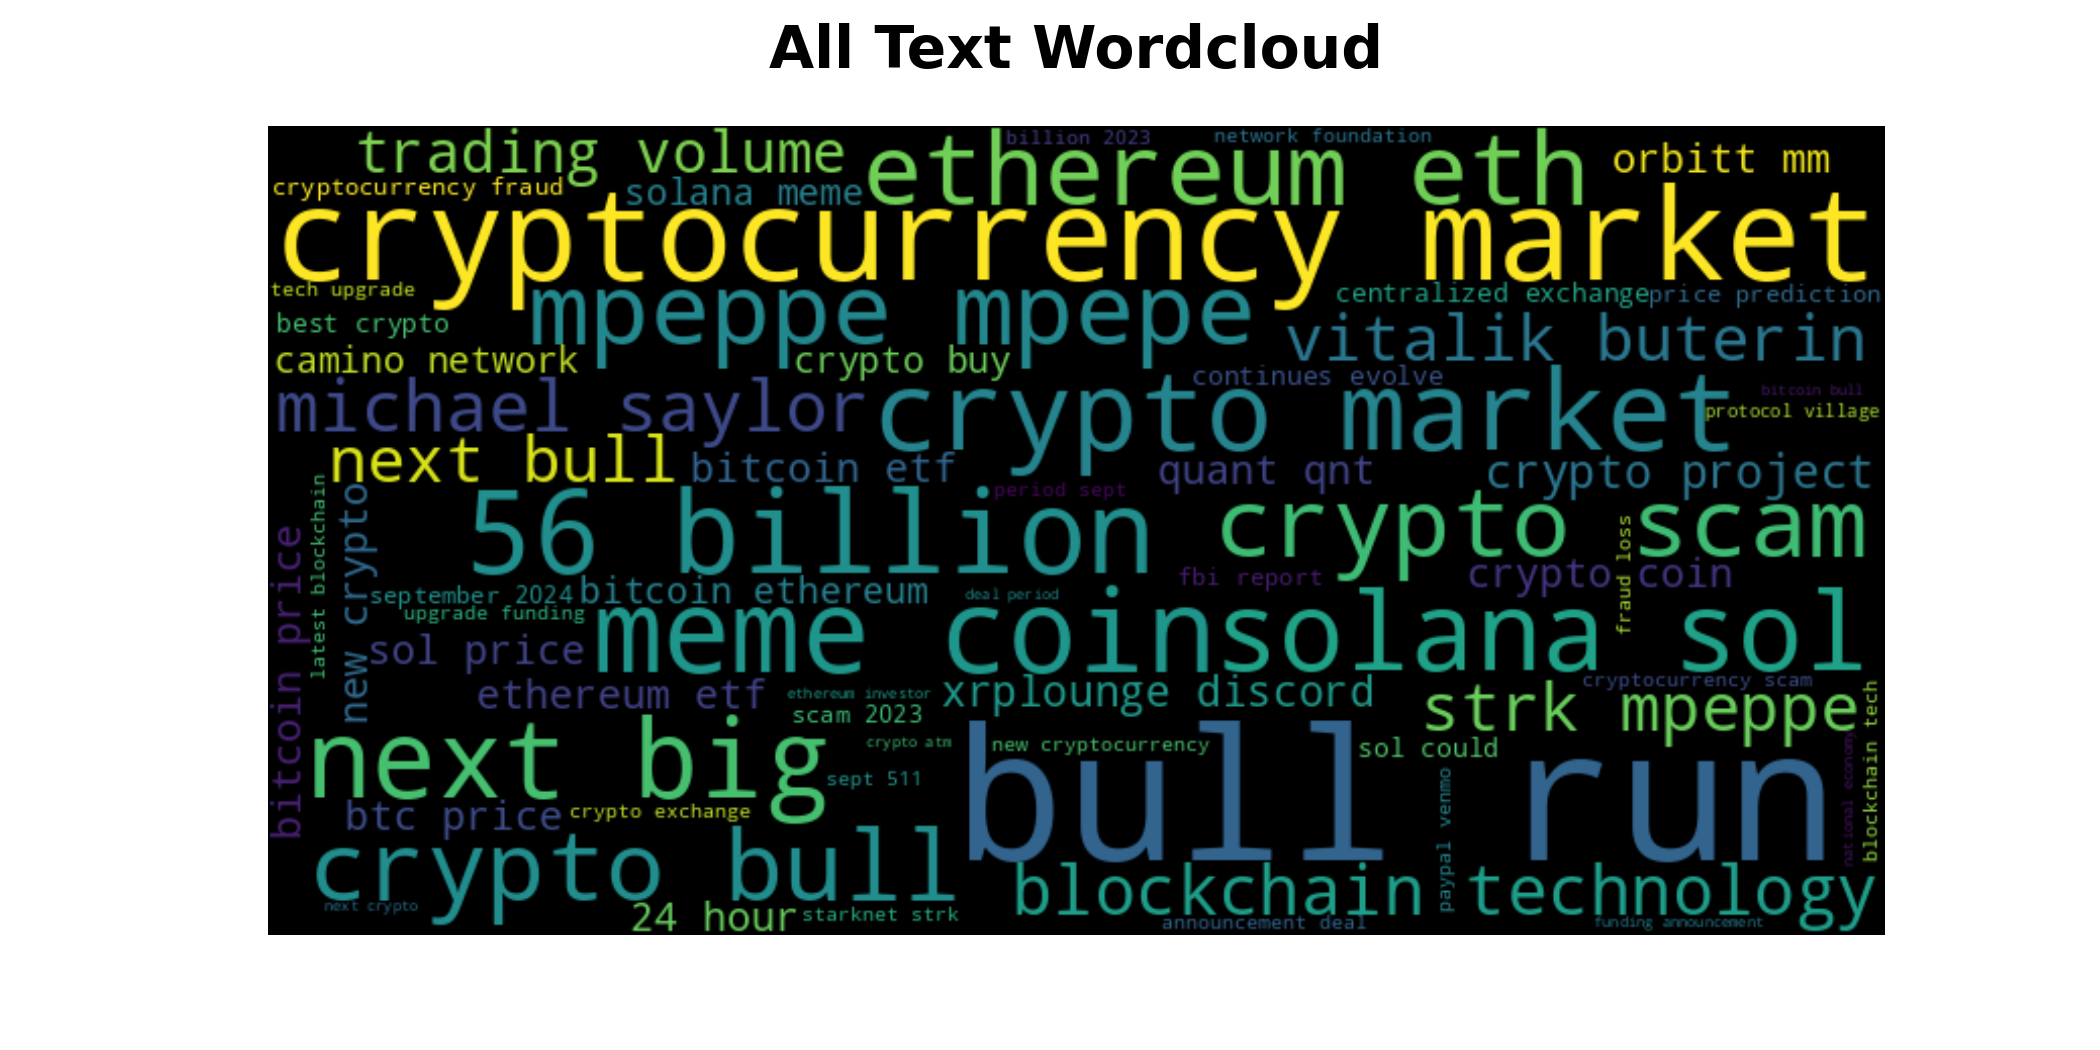 All Text Wordcloud
trading volume
billion 2023
network foundation
ethereum eth
orbitt mm
cryptocurrency fraud
solana meme
cryptocurrency market
tech upgrade
mpeppe mpepe
centralized exchange
price prediction
best crypto
vitalik buterin
camino network
crypto buy
continues evolve
michael saylor
crypto market
bitcoin bull
protocol village
next bull
bitcoin etf
quant qnt
crypto project
period sept
56 billion
crypto scam
latest blockchain
new crypto
bitcoin price
fraud loss
fbi report
crypto coin
september 2024
bitcoin ethereum
deal period
upgrade funding
meme coin
solana sol
sol price
ethereum etf
ethereum investor
xrplounge discord
cryptocurrency scam
strk mpeppe
scam 2023
next big
crypto atm
new cryptocurrency
sol could
bull run
sept 511
paypal venmo
national economy
blockchain tech
btc price
crypto exchange
crypto bull
blockchain technology
next crypto
24 hour
starknet strk
announcement deal
funding announcement